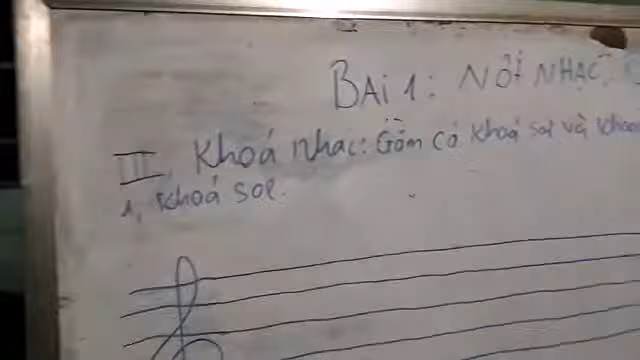 BÀI 1: NỐT NHẠC,
III, Khoá nhạc: Gồm có khoá sol và khoá
1, Khoá sol.